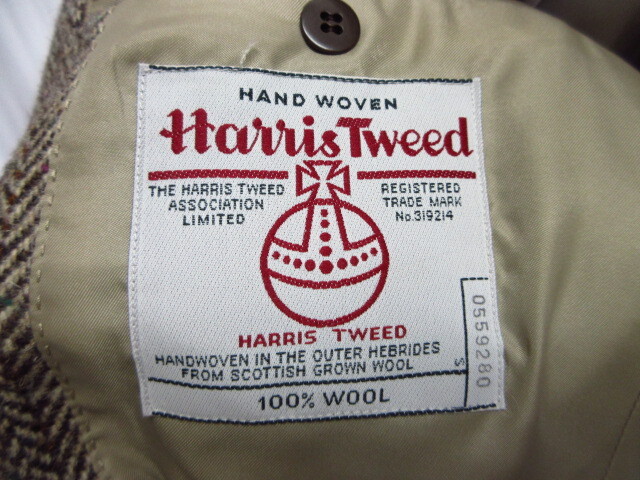 HAND WOVEN
Harris Tweed
THE HARRIS TWEED
ASSOCIATION
LIMITED
REGISTERED
TRADE MARK
No.319214
HARRIS TWEED
HANDWOVEN IN THE OUTER HEBRIDES
FROM SCOTTISH GROWN WOOL
100% WOOL
S
0559280